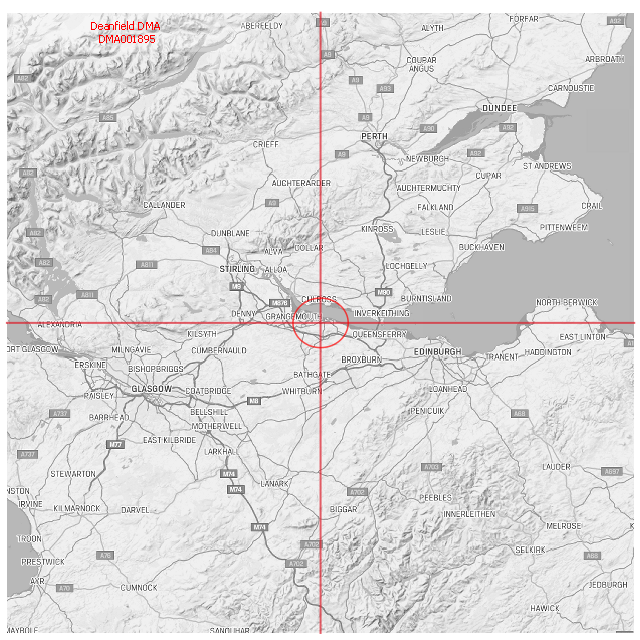 Deanfield DMA
DMA001895
ABERFELDY
FORFAR
ALYTH
ARBROATH
A9
COUPAR
ANGUS
A82
A9
A93
CARNOUSTIE
DUNDEE
A85
A9
A90
A92
PERTH
CRIEFF
A9
NEWBURGH
A92
ST ANDREWS
A82
AUCHTERARDER
AUCHTERMUCHTY
CUPAR
CALLANDER
A9
FALKLAND
A915
CRAIL
KINROSS
LESLIE
PITTENWEEM
A82
DUNBLANE
A84
ALVA
DOLLAR
BUCKHAVEN
A82
A811
STIRLING
ALLOA
LOCHGELLY
M9
M90
A82
A811
M876
CULROSS
BURNTISLAND
NORTH BERWICK
DENNY
GRANGEMOUTH
INVERKEITHING
ALEXANDRIA
KILSYTH
QUEENSFERRY
EAST LINTON
ORT GLASGOW
MILNGAVIE
CUMBERNAULD
BROXBURN
EDINBURGH
TRANENT
HADDINGTON
ERSKINE
BISHOPBRIGGS
BATHGATE
GLASGOW
COATBRIDGE
WHITBURN
LOANHEAD
PAISLEY
M8
A737
BARRHEAD
BELLSHILL
PENICUIK
A68
MOTHERWELL
M77
EAST KILBRIDE
A737
LARKHALL
A703
LAUDER
A697
STEWARTON
M74
M74
LANARK
A702
PEEBLES
NSTON
IRVINE
KILMARNOCK
DARVEL
BIGGAR
INNERLEITHEN
M74
MELROSE
TROON
A702
SELKIRK
A76
A68
PRESTWICK
A702
AYR
A70
CUMNOCK
JEDBURGH
HAWICK
MAYBOLE
SANQUHAR